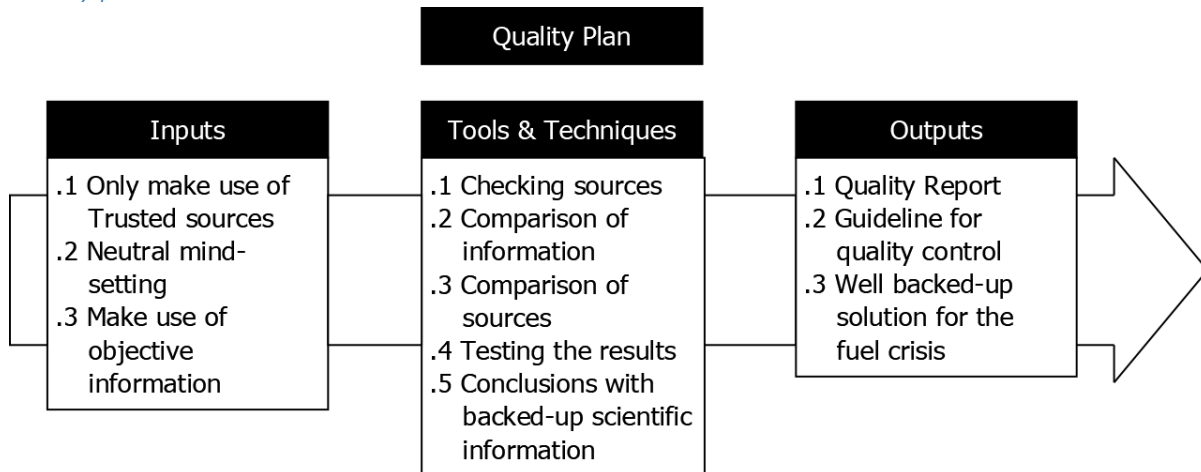 Quality Plan
Inputs
.1 Only make use of
Trusted sources
.2 Neutral mind-
setting
.3 Make use of
objective
information
Tools & Techniques
.1 Checking sources
.2 Comparison of
information
.3 Comparison of
sources
.4 Testing the results
.5 Conclusions with
backed-up scientific
information
Outputs
.1 Quality Report
.2 Guideline for
quality control
.3 Well backed-up
solution for the
fuel crisis